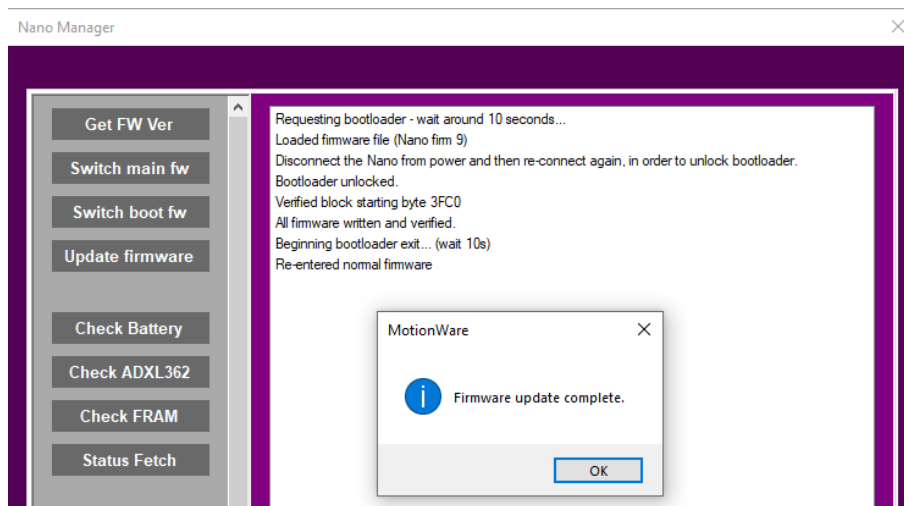 Nano Manager
Get FW Ver
Switch main fw
Switch boot fw
Update firmware
Check Battery
Check ADXL362
Check FRAM
Status Fetch
Requesting bootloader - wait around 10 seconds...
Loaded firmware file (Nano firm 9)
Disconnect the Nano from power and then re-connect again, in order to unlock bootloader.
Bootloader unlocked.
Verified block starting byte 3FC0
All firmware written and verified.
Beginning bootloader exit... (wait 10s)
Re-entered normal firmware
MotionWare
Firmware update complete.
OK